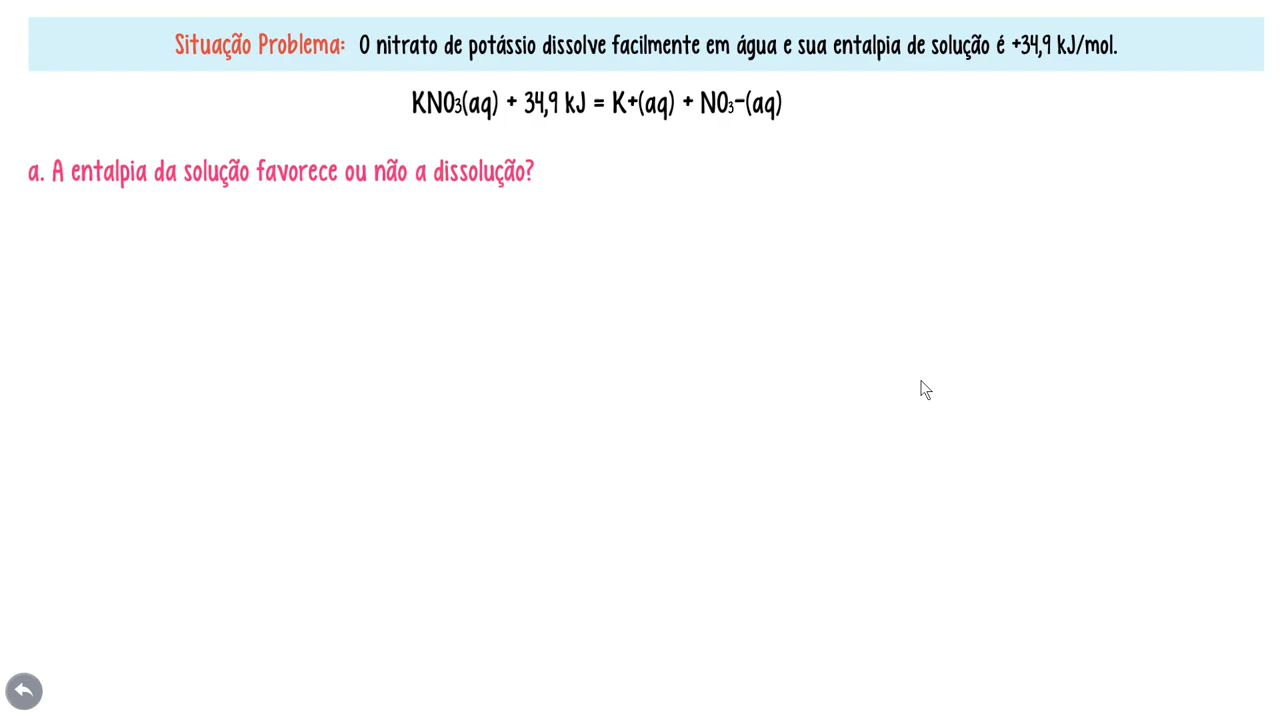 Situação Problema: O nitrato de potássio dissolve facilmente em água e sua entalpia de solução é +34,9 kJ/mol.
KNO₃(aq) + 34,9 kJ = K+(aq) + NO₃-(aq)
a. A entalpia da solução favorece ou não a dissolução?